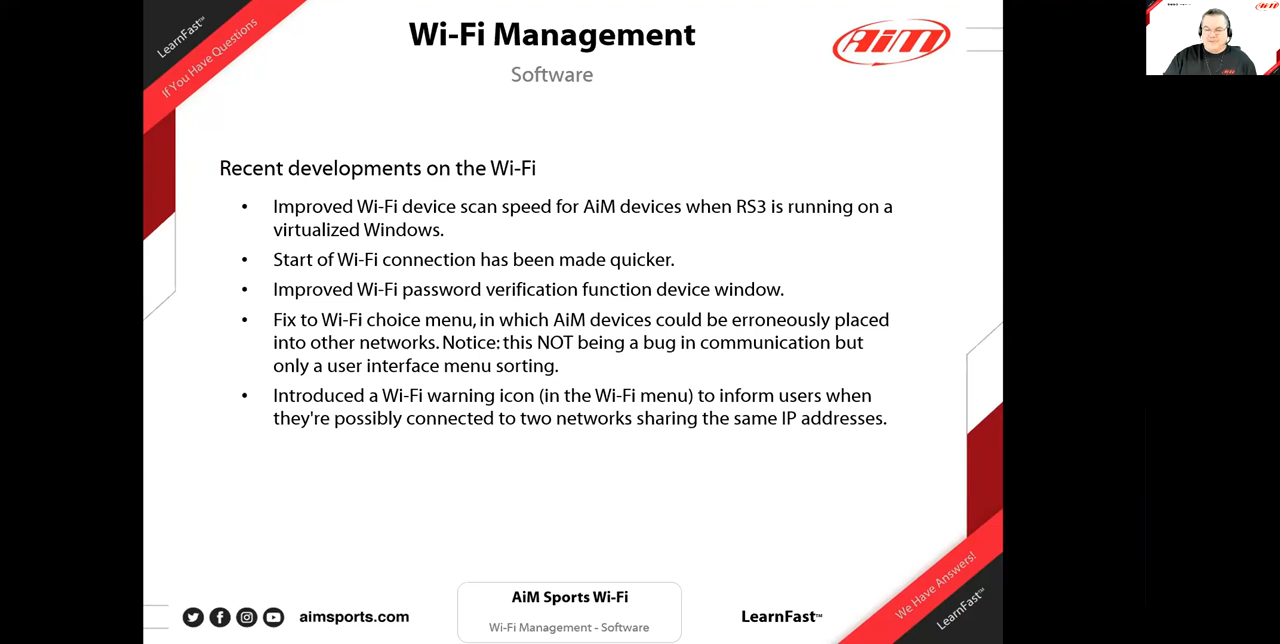 LearnFast™
If You Have Questions
Wi-Fi Management
Software
AiM
Recent developments on the Wi-Fi
• Improved Wi-Fi device scan speed for AiM devices when RS3 is running on a
virtualized Windows.
• Start of Wi-Fi connection has been made quicker.
• Improved Wi-Fi password verification function device window.
• Fix to Wi-Fi choice menu, in which AiM devices could be erroneously placed
into other networks. Notice: this NOT being a bug in communication but
only a user interface menu sorting.
• Introduced a Wi-Fi warning icon (in the Wi-Fi menu) to inform users when
they're possibly connected to two networks sharing the same IP addresses.
aimsports.com
AiM Sports Wi-Fi
Wi-Fi Management - Software
LearnFast™
We Have Answers!
LearnFast™